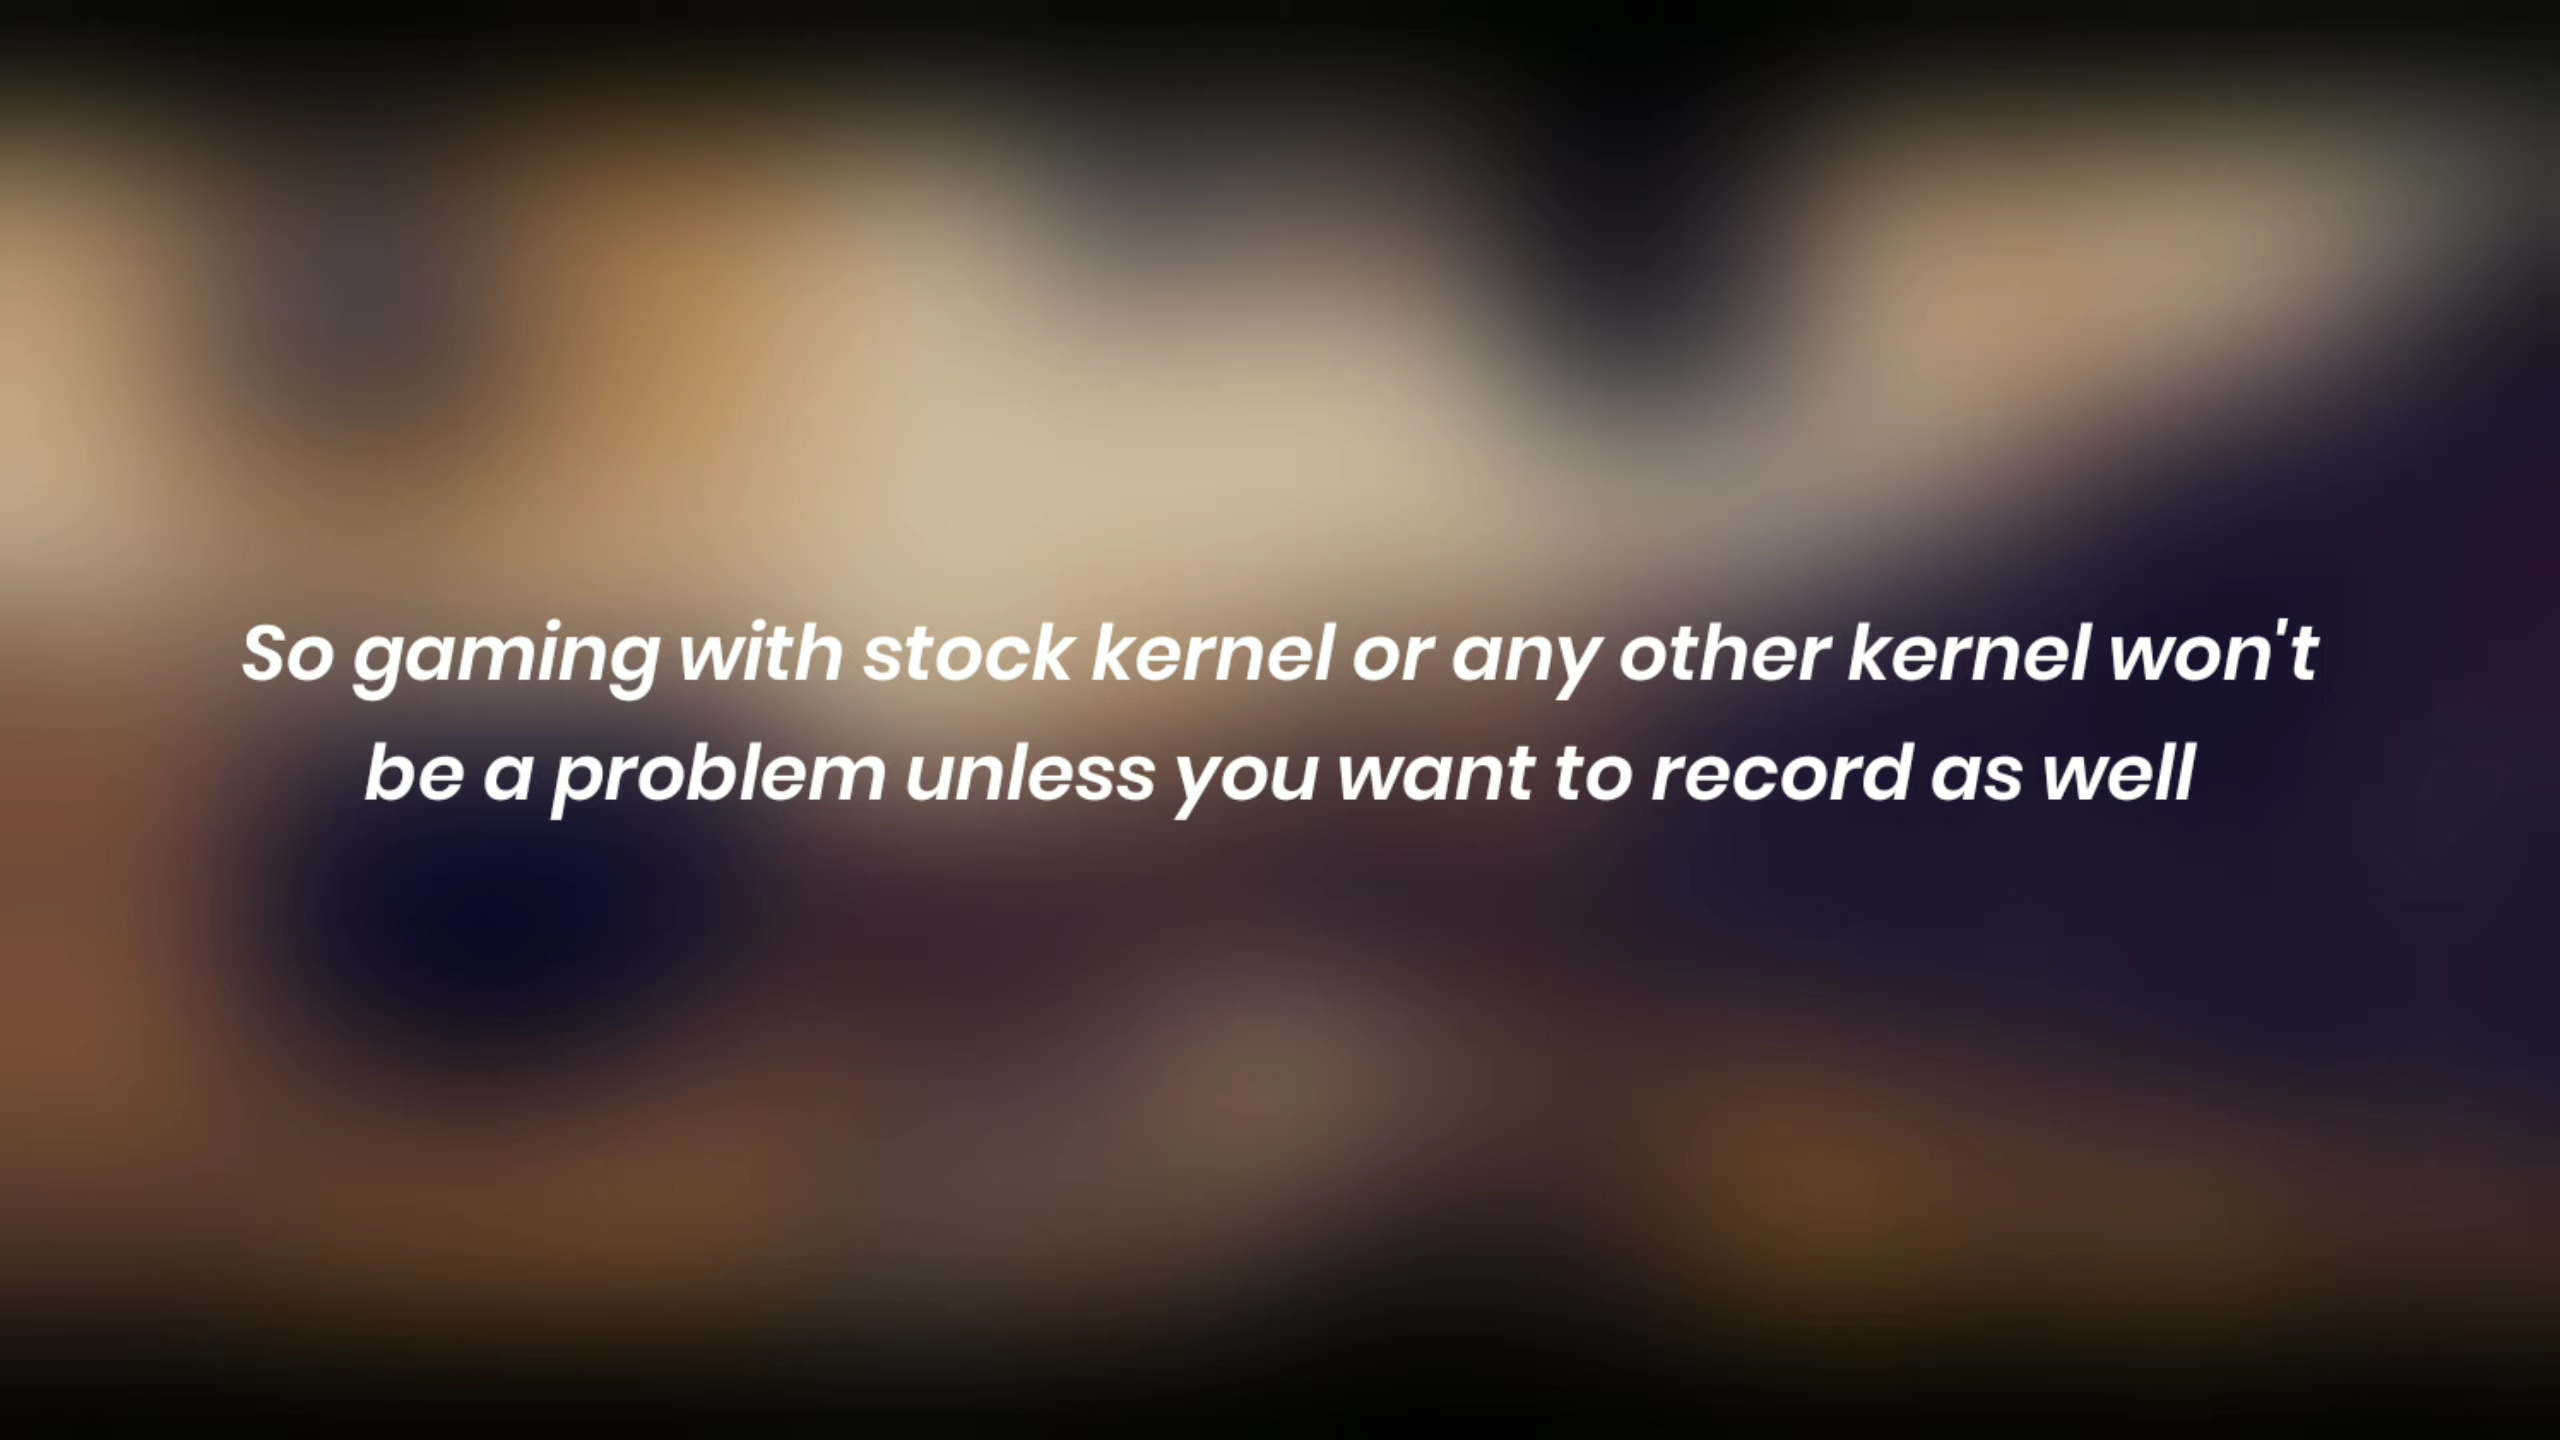 So gaming with stock kernel or any other kernel won't
be a problem unless you want to record as well